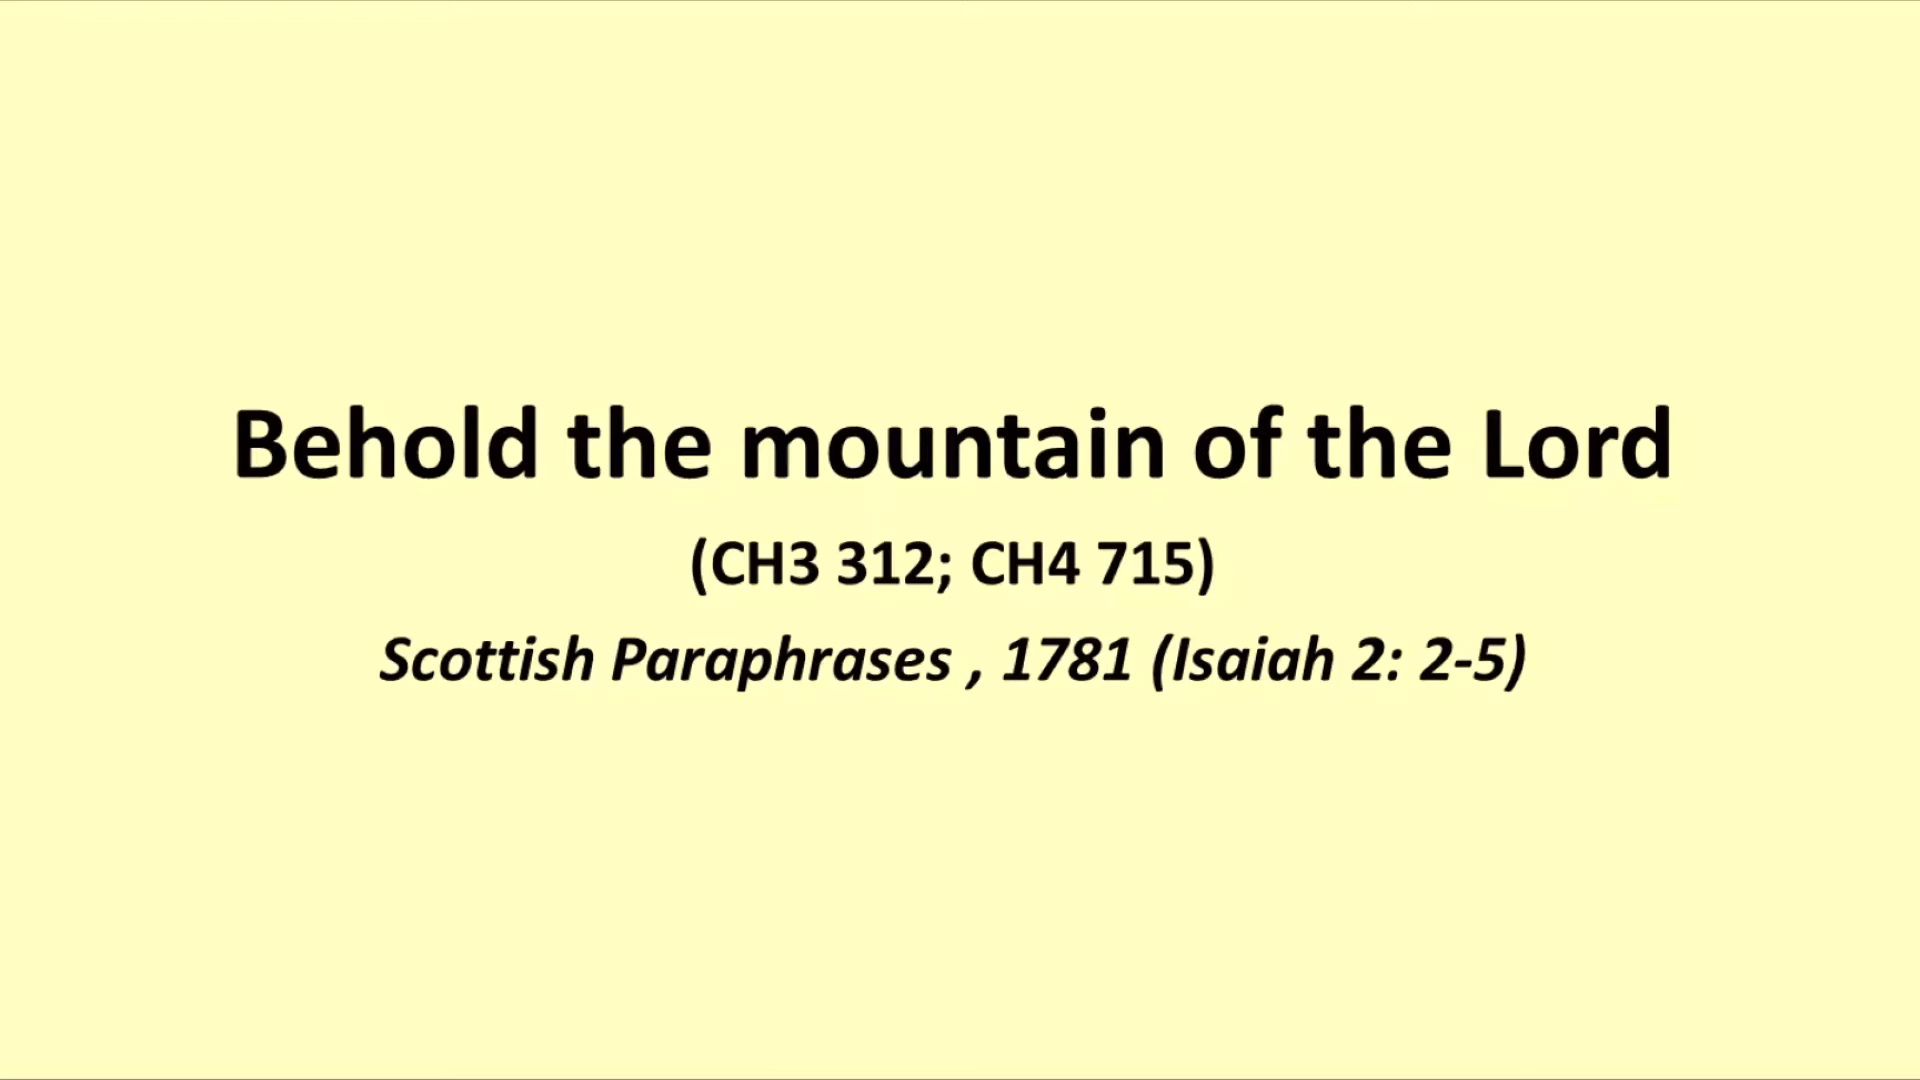 Behold the mountain of the Lord
(CH3 312; CH4 715)
Scottish Paraphrases , 1781 (Isaiah 2: 2-5)